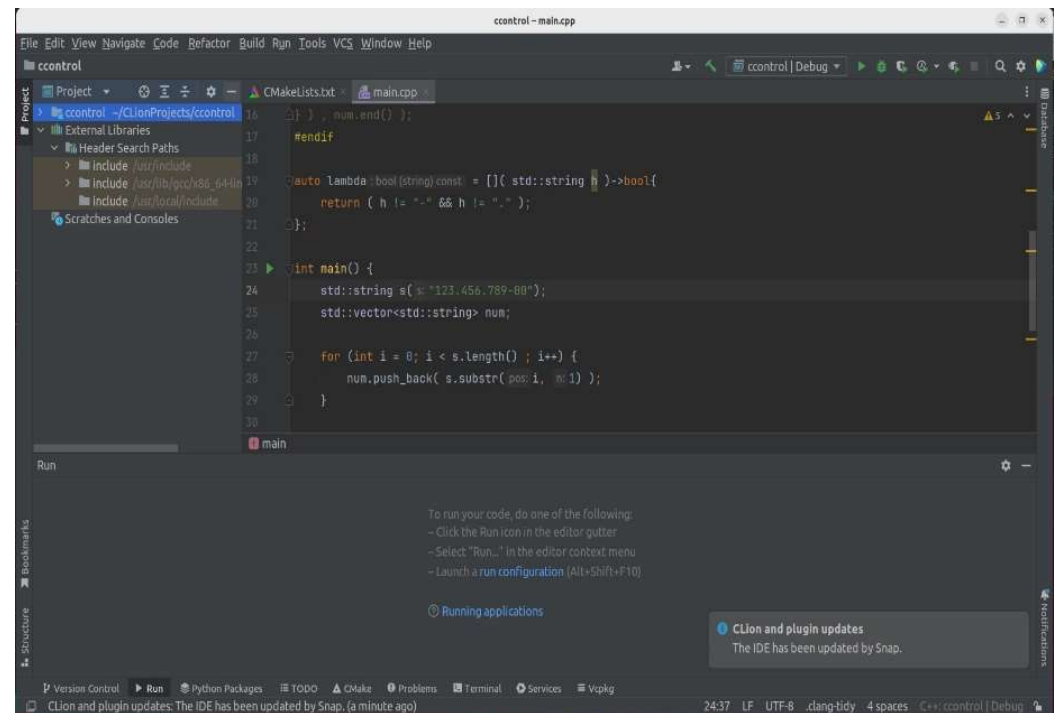 ccontrol – main.cpp
File Edit View Navigate Code Refactor Build Run Tools VCS Window Help
ccontrol
ccontrol | Debug
Project
CMakeLists.txt
main.cpp
Project
ccontrol ~/CLionProjects/ccontrol
External Libraries
Header Search Paths
include /usr/include
include /usr/lib/gcc/x86_64-lin
include /usr/local/include
Scratches and Consoles
5
16 } ) , num.end() );
17 #endif
18
19 auto lambda : bool (string) const = []( std::string h )->bool{
20 return ( h != "-" && h != "." );
21 };
22
23 int main() {
24 std::string s( s: "123.456.789-00");
25 std::vector<std::string> num;
26
27 for (int i = 0; i < s.length() ; i++) {
28 num.push_back( s.substr( pos: i, n: 1) );
29 }
30
main
Database
Run
To run your code, do one of the following:
– Click the Run icon in the editor gutter
– Select "Run..." in the editor context menu
– Launch a run configuration (Alt+Shift+F10)
Running applications
Bookmarks
Structure
Notifications
CLion and plugin updates
The IDE has been updated by Snap.
Version Control Run Python Packages TODO CMake Problems Terminal Services Vcpkg
CLion and plugin updates: The IDE has been updated by Snap. (a minute ago)
24:37 LF UTF-8 .clang-tidy 4 spaces C++: ccontrol | Debug